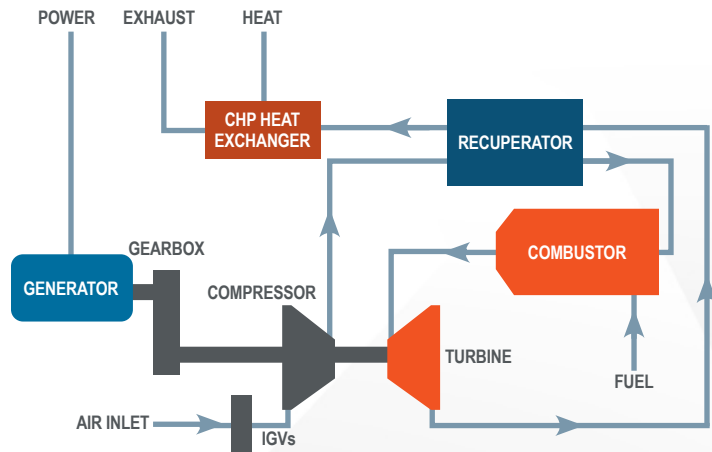 POWER
EXHAUST
HEAT
CHP HEAT
EXCHANGER
RECUPERATOR
GEARBOX
COMBUSTOR
GENERATOR
COMPRESSOR
TURBINE
FUEL
AIR INLET
IGVs